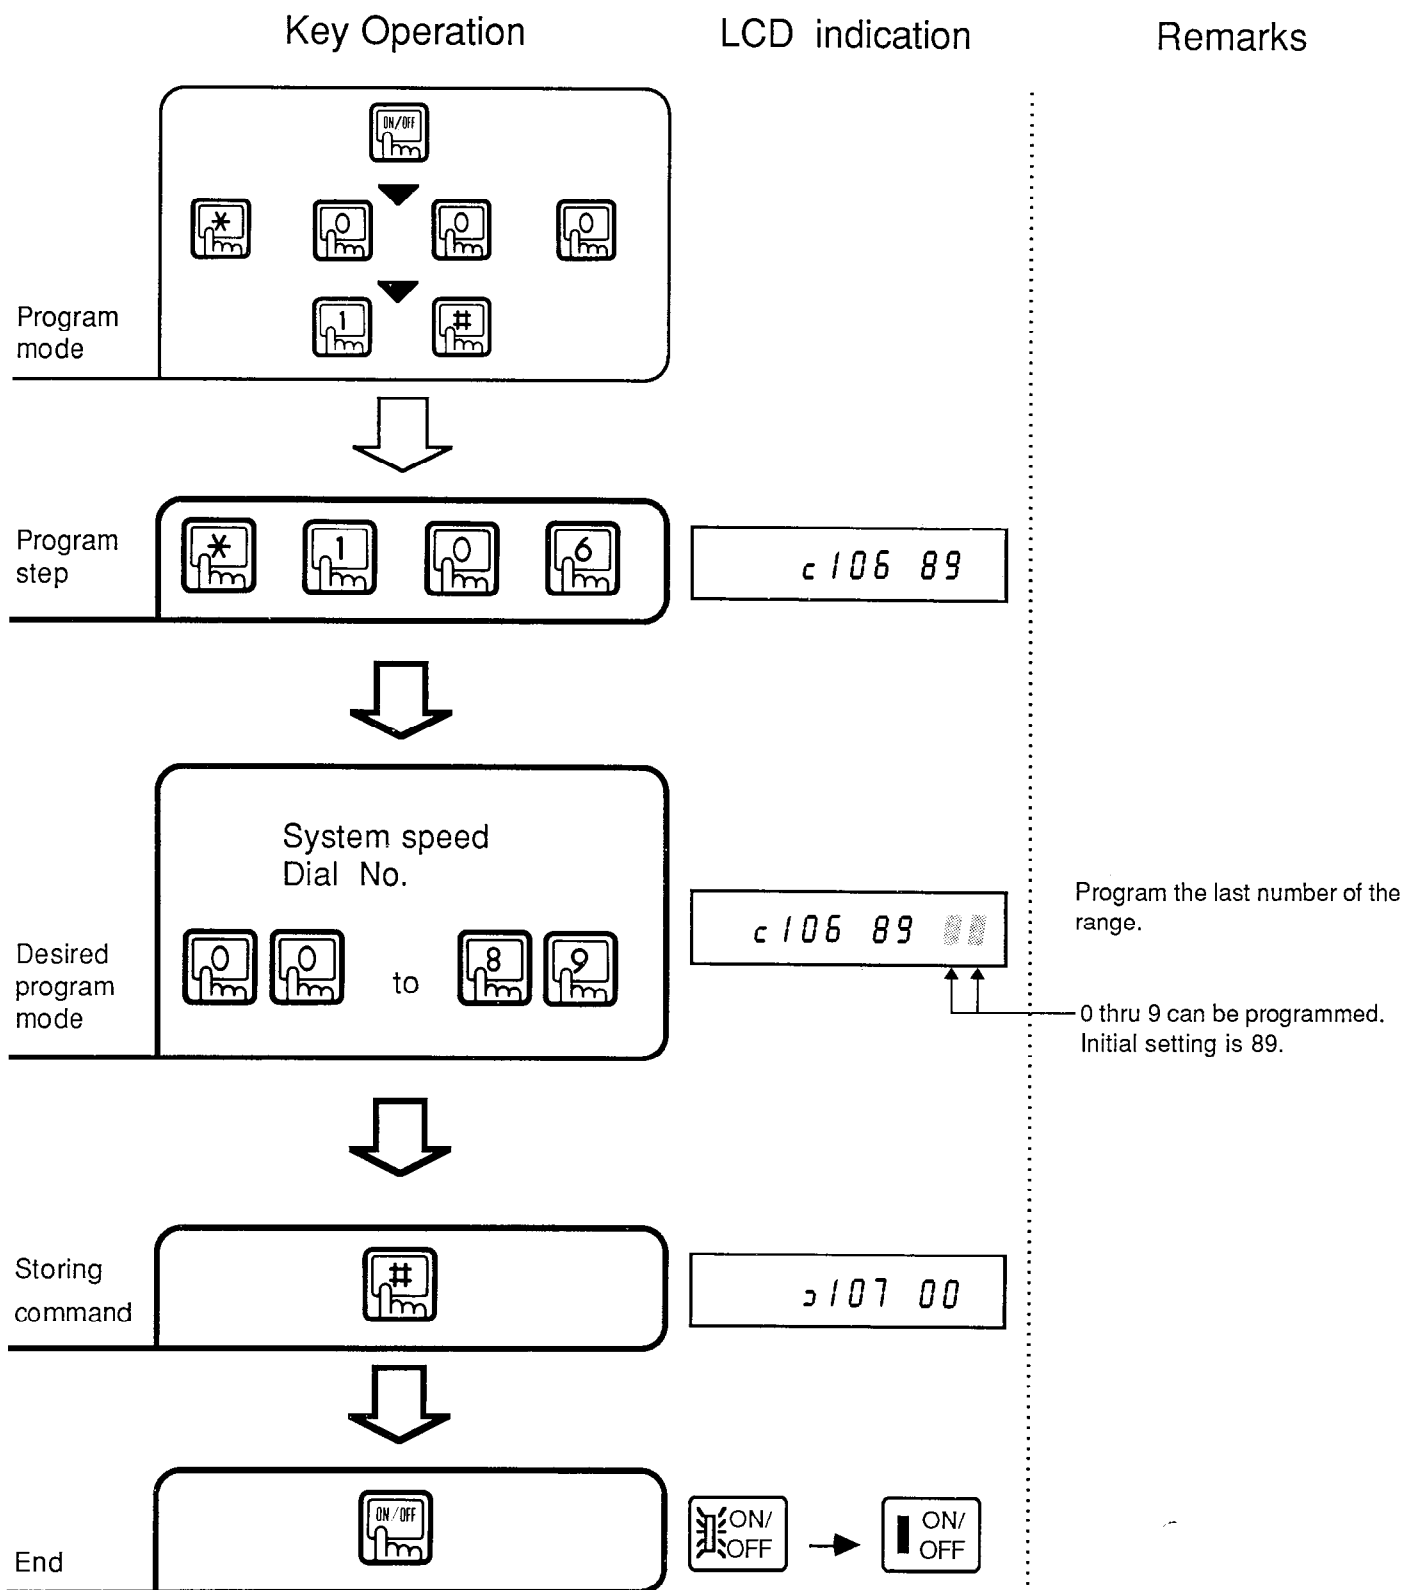 Key Operation LCD indication Remarks
ON/OFF
* 0 0 0
1 #
Program
mode
Program
step
* 1 0 6
c106 89
System speed
Dial No.
0 0 to 8 9
Desired
program
mode
c106 89 88
Program the last number of the
range.
0 thru 9 can be programmed.
Initial setting is 89.
Storing
command
#
ɔ107 00
End
ON/OFF
ON/
OFF
ON/
OFF